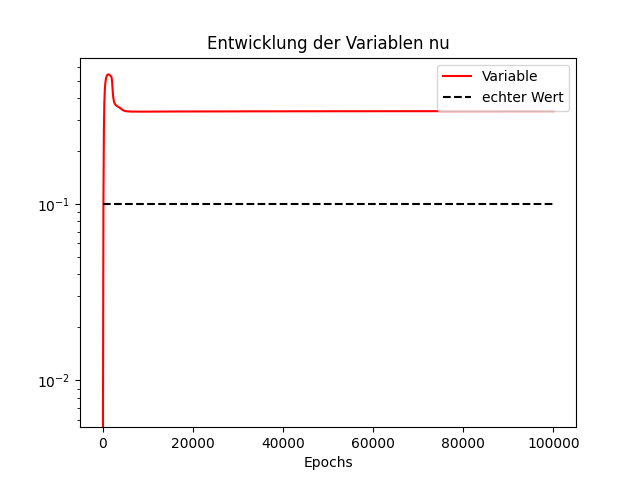 Entwicklung der Variablen nu
Variable
echter Wert
10⁻¹
10⁻²
0 20000 40000 60000 80000 100000
Epochs